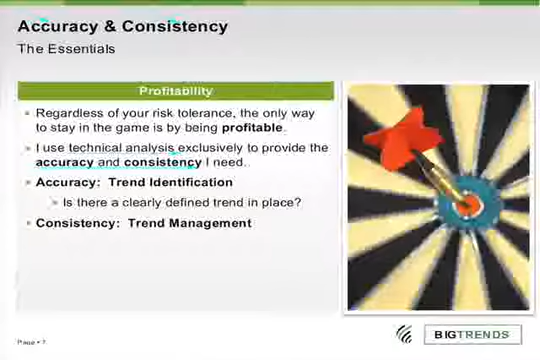 Accuracy & Consistency
The Essentials
Profitability
Regardless of your risk tolerance, the only way
to stay in the game is by being profitable.
I use technical analysis exclusively to provide the
accuracy and consistency I need.
Accuracy: Trend Identification
Is there a clearly defined trend in place?
Consistency: Trend Management
Page • 7
BIGTRENDS